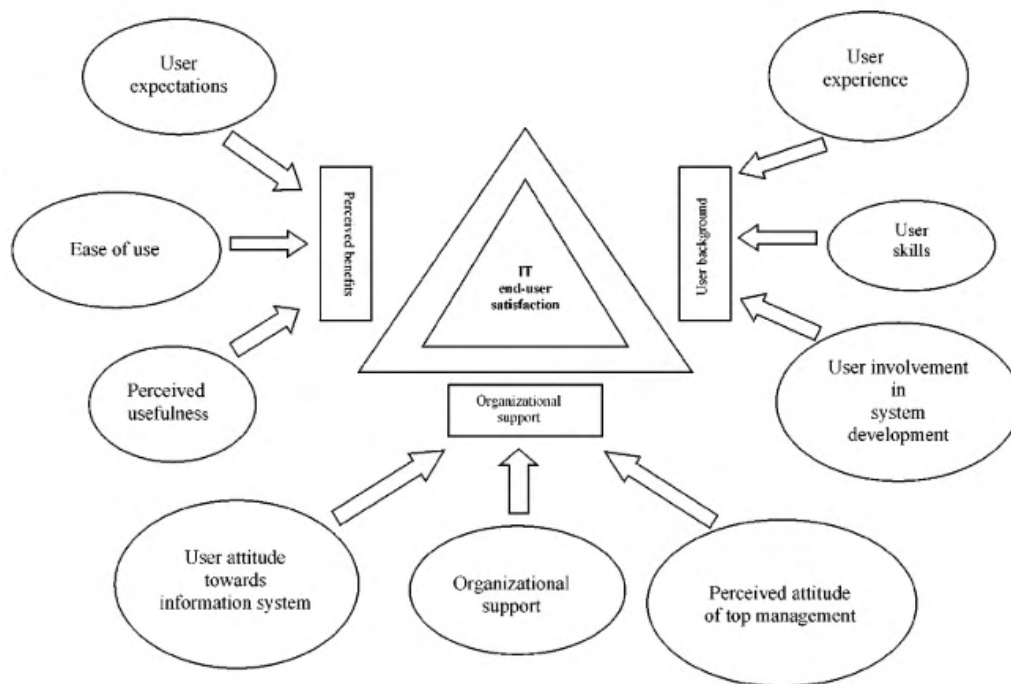 User
expectations
User
experience
Ease of use
Perceived benefits
IT
end-user
satisfaction
User background
User
skills
Perceived
usefulness
Organizational
support
User involvement
in
system
development
User attitude
towards
information system
Organizational
support
Perceived attitude
of top management